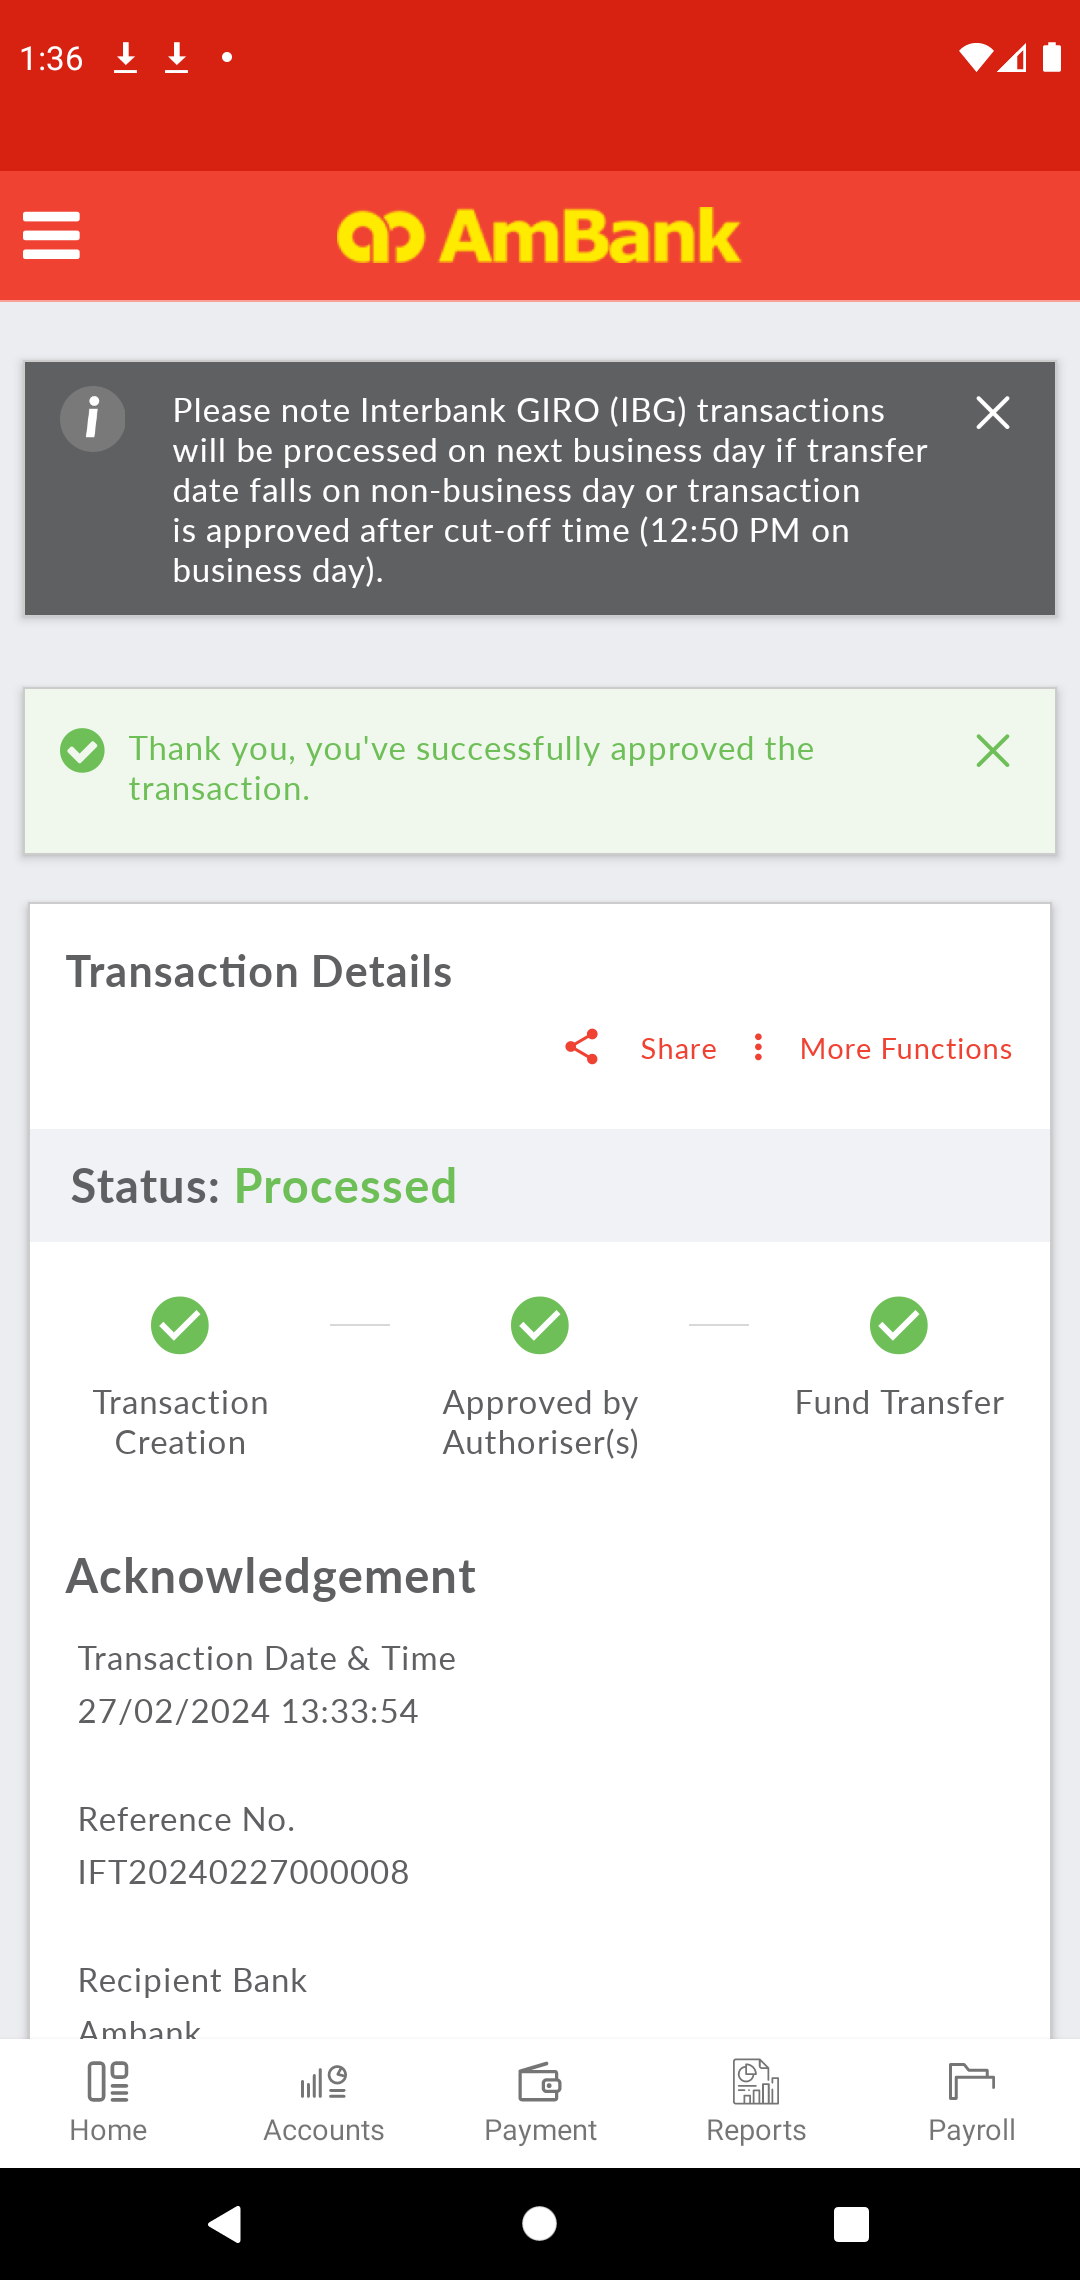 1:36
AmBank
Please note Interbank GIRO (IBG) transactions
will be processed on next business day if transfer
date falls on non-business day or transaction
is approved after cut-off time (12:50 PM on
business day).
Thank you, you've successfully approved the
transaction.
Transaction Details
Share
More Functions
Status: Processed
Transaction
Creation
Approved by
Authoriser(s)
Fund Transfer
Acknowledgement
Transaction Date & Time
27/02/2024 13:33:54
Reference No.
IFT20240227000008
Recipient Bank
Ambank
Home
Accounts
Payment
Reports
Payroll